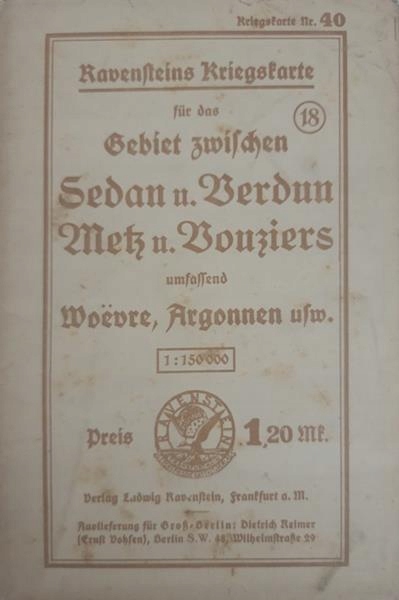 Kriegskarte Nr. 40
Ravensteins Kriegskarte
für das
18
Gebiet zwischen
Sedan u. Verdun
Metz u. Vouziers
umfassend
Woëvre, Argonnen usw.
1:150 000
RAVENSTEIN
Preis 1,20 Mk.
Verlag Ludwig Ravenstein, Frankfurt a. M.
Auslieferung für Groß-Berlin: Dietrich Reimer
(Ernst Vohsen), Berlin S.W. 48, Wilhelmstraße 29